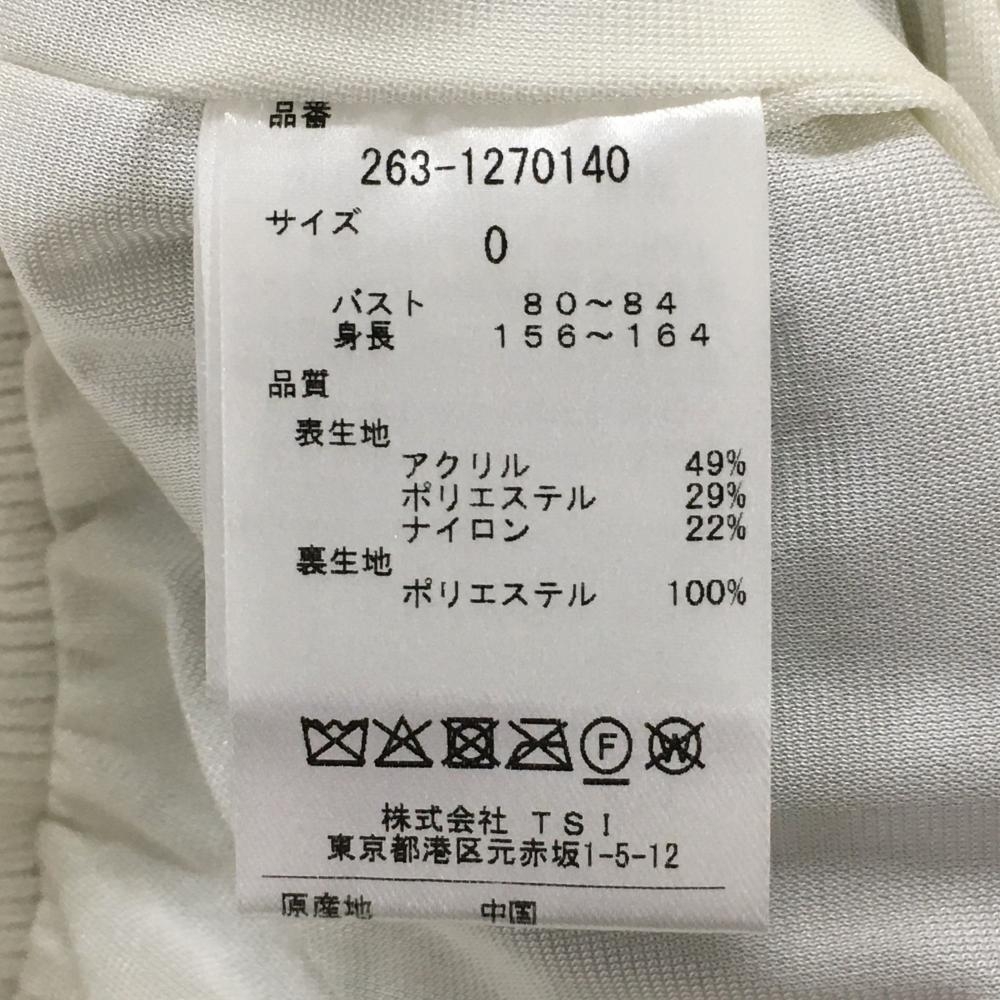 品番
263-1270140
サイズ
0
バスト 80～84
身長 156～164
品質
表生地
アクリル 49%
ポリエステル 29%
ナイロン 22%
裏生地
ポリエステル 100%
F W
株式会社 TSI
東京都港区元赤坂1-5-12
原産地 中国